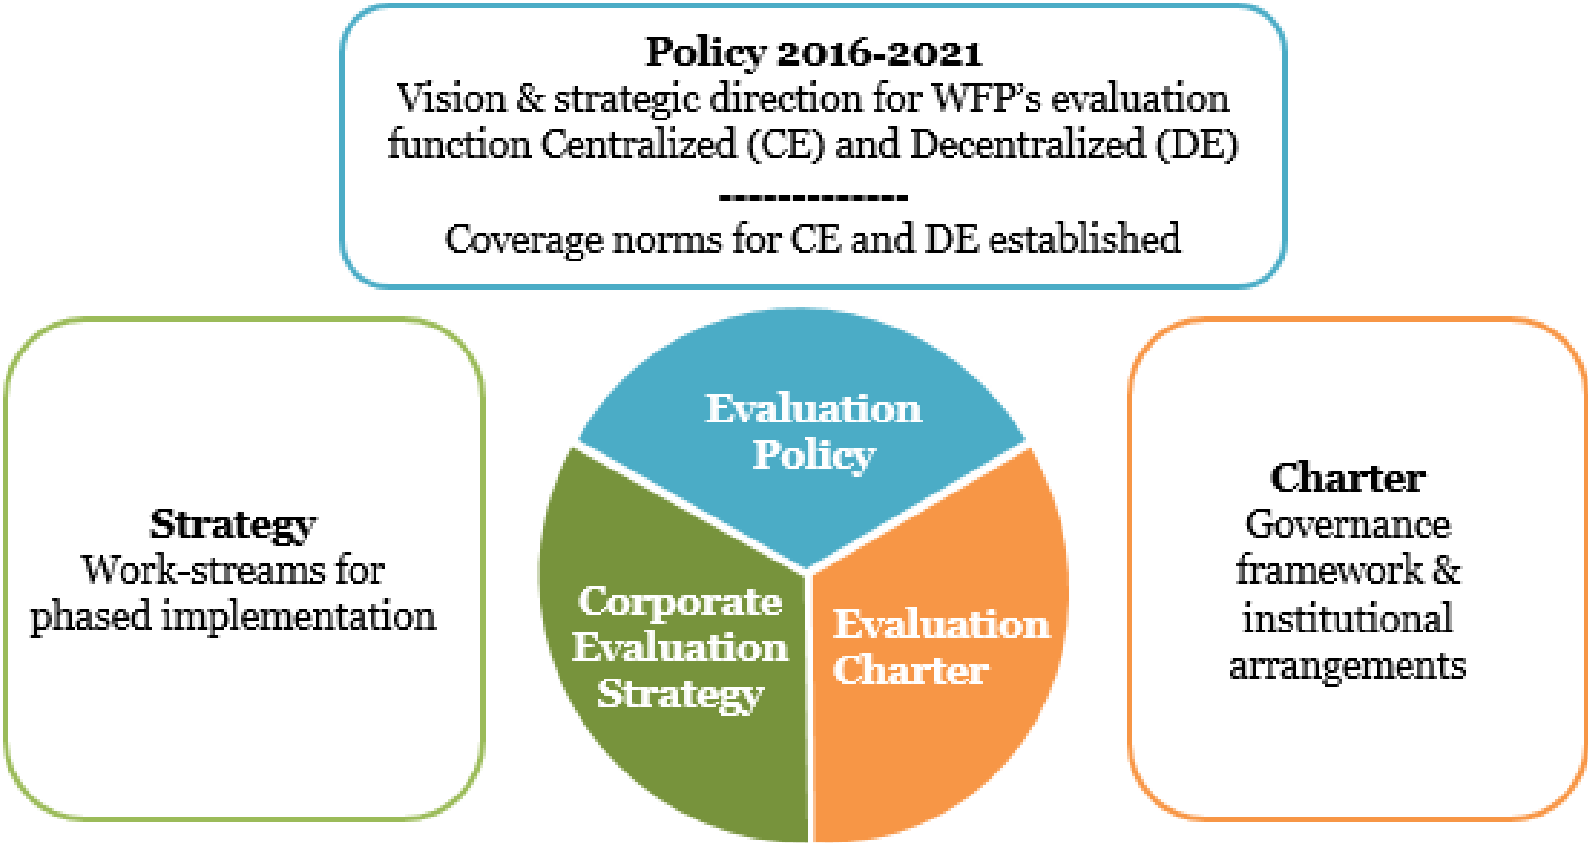 Policy 2016-2021
Vision & strategic direction for WFP’s evaluation
function Centralized (CE) and Decentralized (DE)
-------------
Coverage norms for CE and DE established
Strategy
Work-streams for
phased implementation
Evaluation
Policy
Corporate
Evaluation
Strategy
Evaluation
Charter
Charter
Governance
framework &
institutional
arrangements